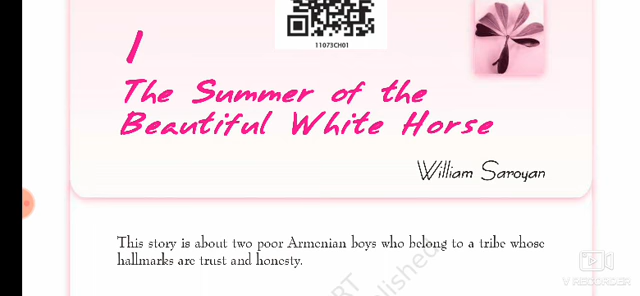 11073CH01
1
The Summer of the
Beautiful White Horse
William Saroyan
This story is about two poor Armenian boys who belong to a tribe whose
hallmarks are trust and honesty.
V RECORDER